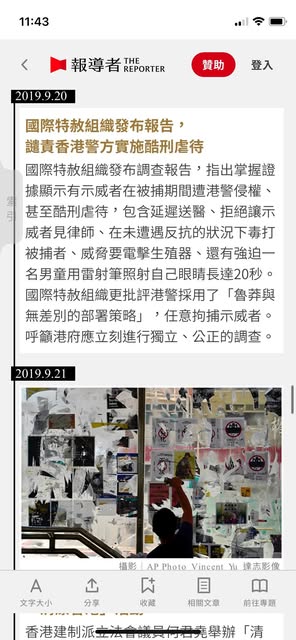 11:43
報導者 THE REPORTER
贊助
登入
2019.9.20
國際特赦組織發布報告，
譴責香港警方實施酷刑虐待
國際特赦組織發布調查報告，指出掌握證
據顯示有示威者在被捕期間遭港警侵權、
甚至酷刑虐待，包含延遲送醫、拒絕讓示
威者見律師、在未遭遇反抗的狀況下毒打
被捕者、威脅要電擊生殖器、還有強迫一
名男童用雷射筆照射自己眼睛長達20秒。
國際特赦組織更批評港警採用了「魯莽與
無差別的部署策略」，任意拘捕示威者。
呼籲港府應立刻進行獨立、公正的調查。
索引
2019.9.21
攝影｜AP Photo Vincent Yu 達志影像
文字大小
分享
收藏
相關文章
前往專題
香港建制派立法會議員何君堯舉辦「清